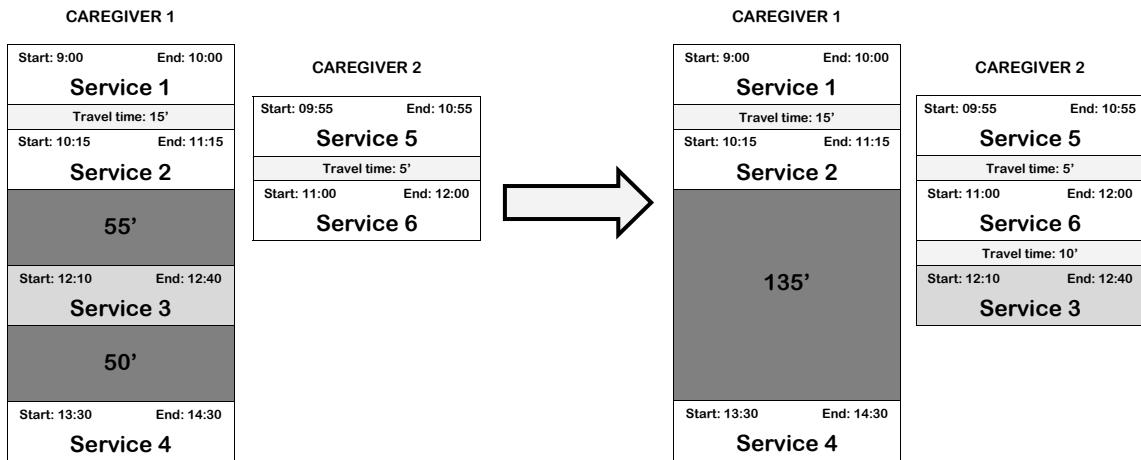 CAREGIVER 1
Start: 9:00 End: 10:00
Service 1
Travel time: 15’
Start: 10:15 End: 11:15
Service 2
55’
Start: 12:10 End: 12:40
Service 3
50’
Start: 13:30 End: 14:30
Service 4
CAREGIVER 2
Start: 09:55 End: 10:55
Service 5
Travel time: 5’
Start: 11:00 End: 12:00
Service 6
CAREGIVER 1
Start: 9:00 End: 10:00
Service 1
Travel time: 15’
Start: 10:15 End: 11:15
Service 2
135’
Start: 13:30 End: 14:30
Service 4
CAREGIVER 2
Start: 09:55 End: 10:55
Service 5
Travel time: 5’
Start: 11:00 End: 12:00
Service 6
Travel time: 10’
Start: 12:10 End: 12:40
Service 3